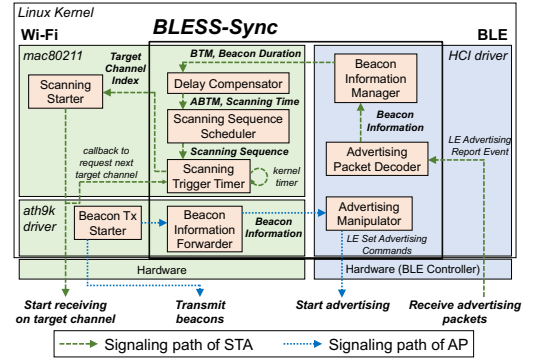 Linux Kernel
Wi-Fi
BLESS-Sync
BLE
mac80211
Target
Channel
Index
BTM, Beacon Duration
HCI driver
Scanning
Starter
Delay Compensator
Beacon
Information
Manager
ABTM, Scanning Time
Scanning Sequence
Scheduler
Beacon
Information
LE Advertising
Report Event
callback to
request next
target channel
Scanning Sequence
Scanning
Trigger Timer
kernel
timer
Advertising
Packet Decoder
ath9k
driver
Beacon Tx
Starter
Beacon
Information
Forwarder
Beacon
Information
Advertising
Manipulator
LE Set Advertising
Commands
Hardware
Hardware (BLE Controller)
Start receiving
on target channel
Transmit
beacons
Start advertising
Receive advertising
packets
Signaling path of STA
Signaling path of AP